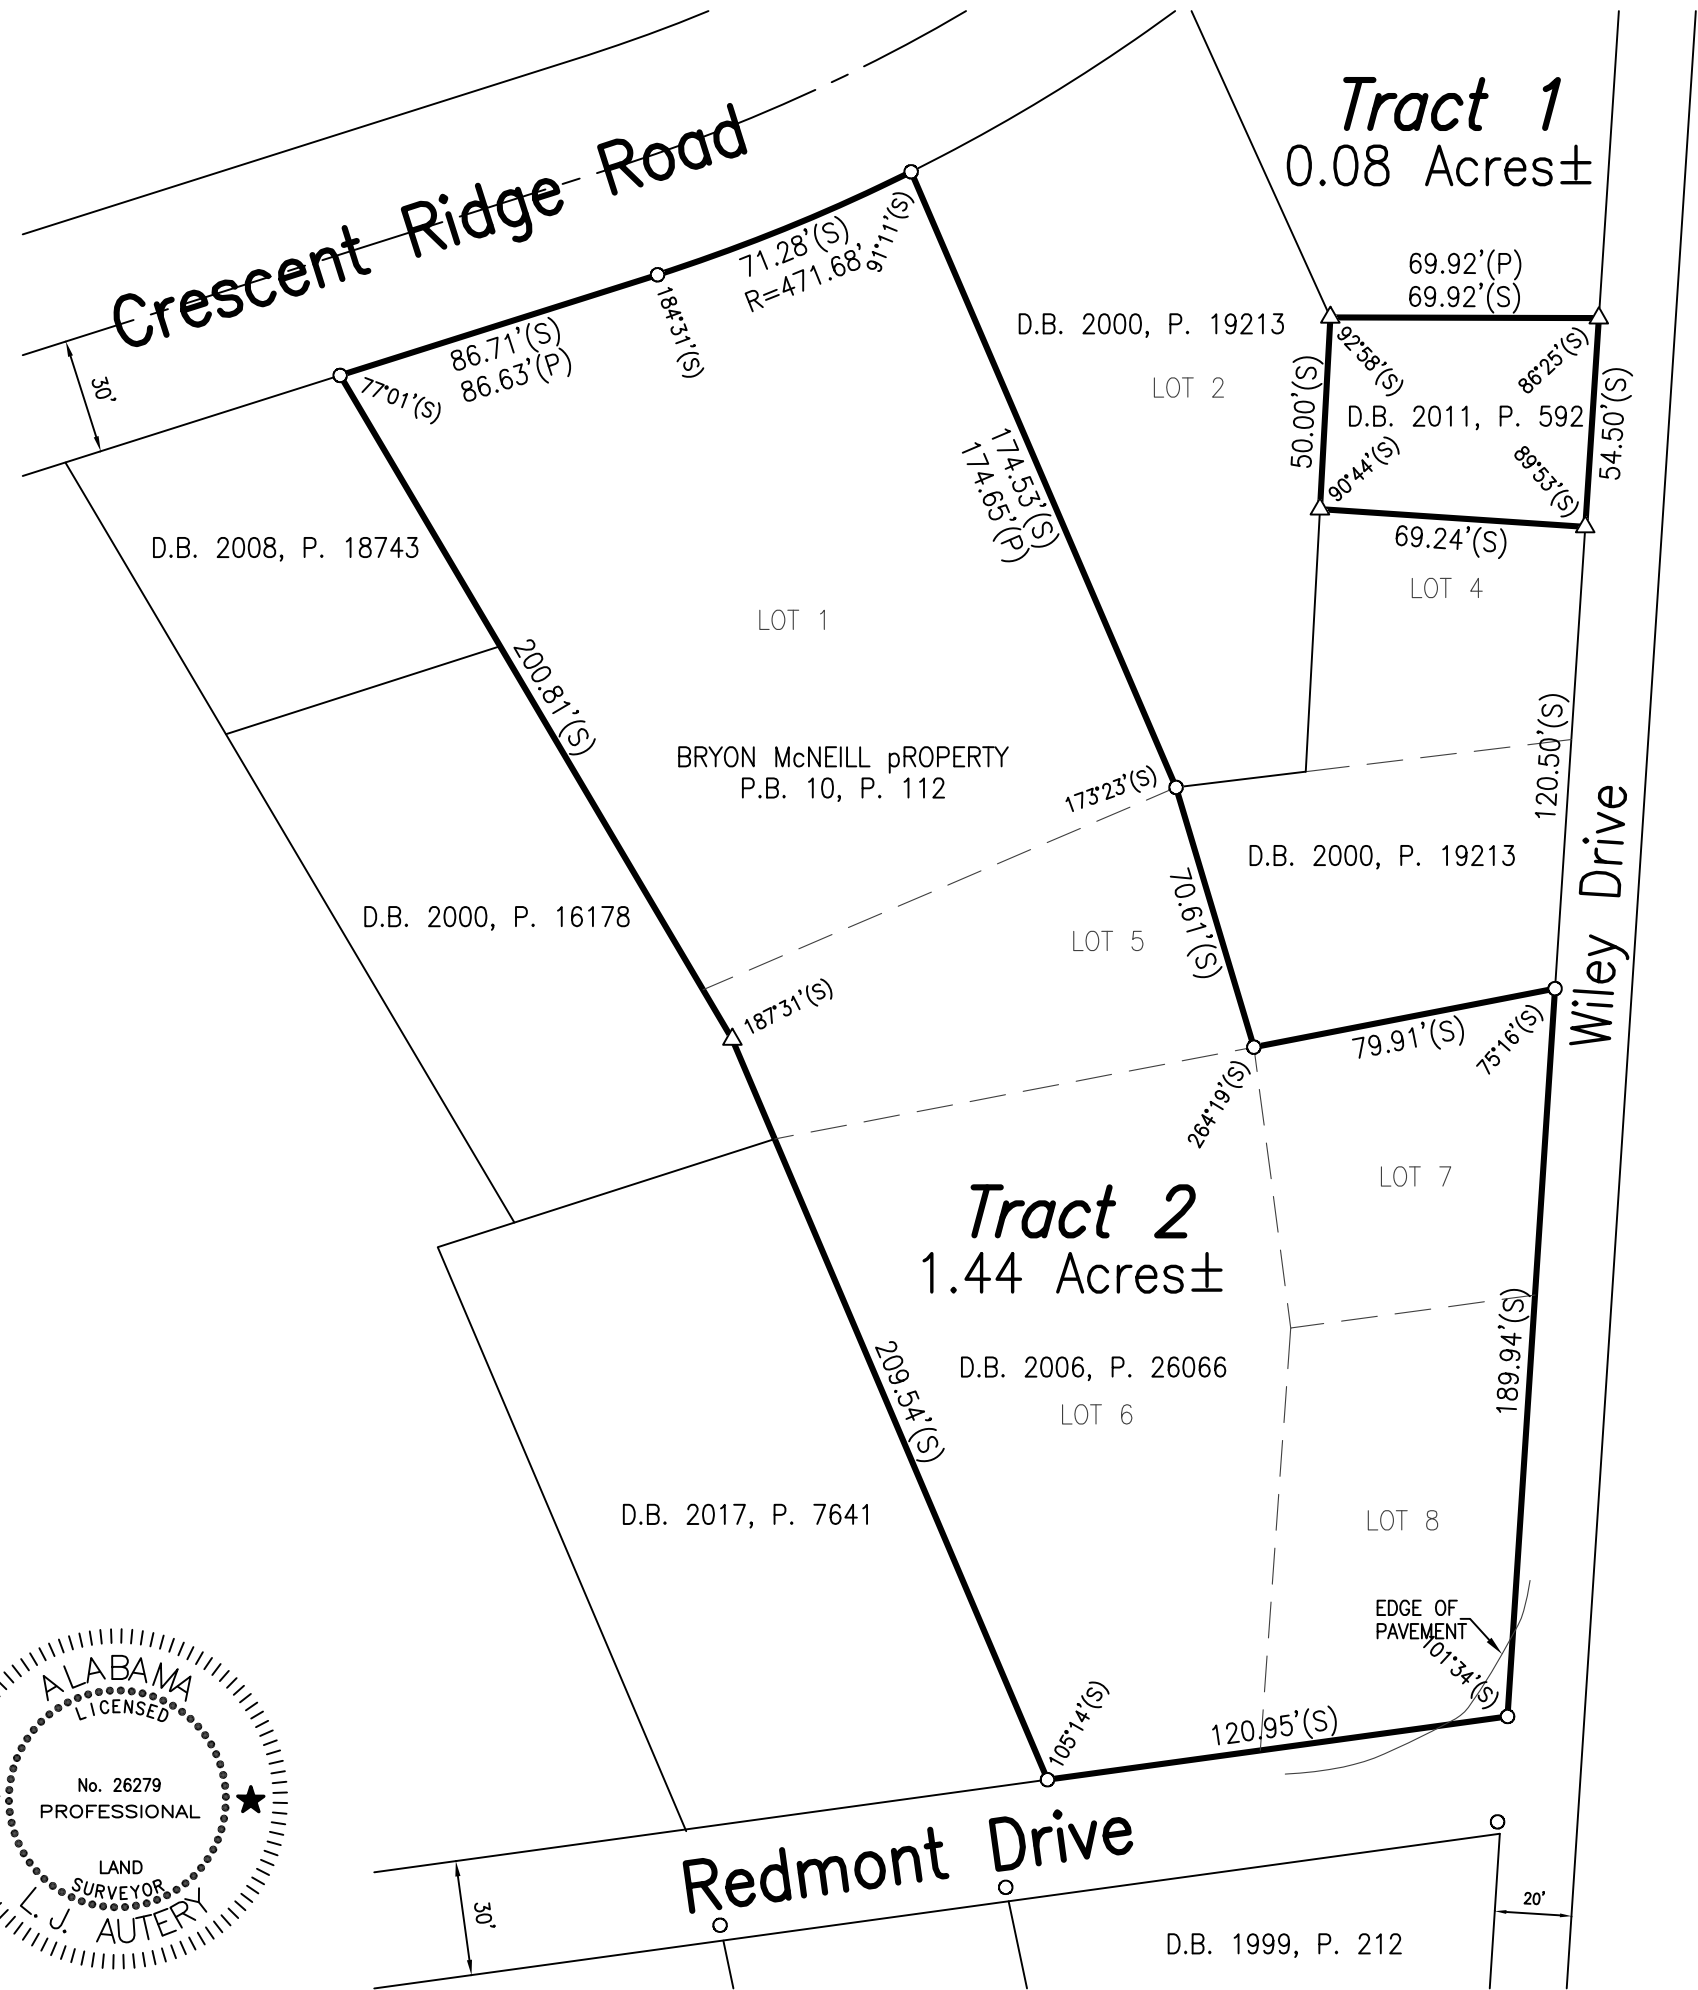 Tract 1
0.08 Acres±
Crescent Ridge Road
71.28'(S)
R=471.68'
91°11'(S)
86.71'(S)
86.63'(P)
184°31'(S)
77°01'(S)
30'
69.92'(P)
69.92'(S)
D.B. 2000, P. 19213
LOT 2
92°58'(S)
86°25'(S)
50.00'(S)
D.B. 2011, P. 592
54.50'(S)
90°44'(S)
89°53'(S)
69.24'(S)
LOT 4
174.53'(S)
174.65'(P)
D.B. 2008, P. 18743
LOT 1
200.81'(S)
BRYON McNEILL pROPERTY
P.B. 10, P. 112
173°23'(S)
120.50'(S)
Wiley Drive
D.B. 2000, P. 19213
D.B. 2000, P. 16178
70.61'(S)
LOT 5
187°31'(S)
79.91'(S)
75°16'(S)
264°19'(S)
LOT 7
Tract 2
1.44 Acres±
D.B. 2006, P. 26066
LOT 6
209.54'(S)
189.94'(S)
D.B. 2017, P. 7641
LOT 8
EDGE OF
PAVEMENT
101°34'(S)
105°14'(S)
120.95'(S)
Redmont Drive
30'
20'
D.B. 1999, P. 212
ALABAMA
LICENSED
No. 26279
PROFESSIONAL
LAND
SURVEYOR
L. J. AUTERY